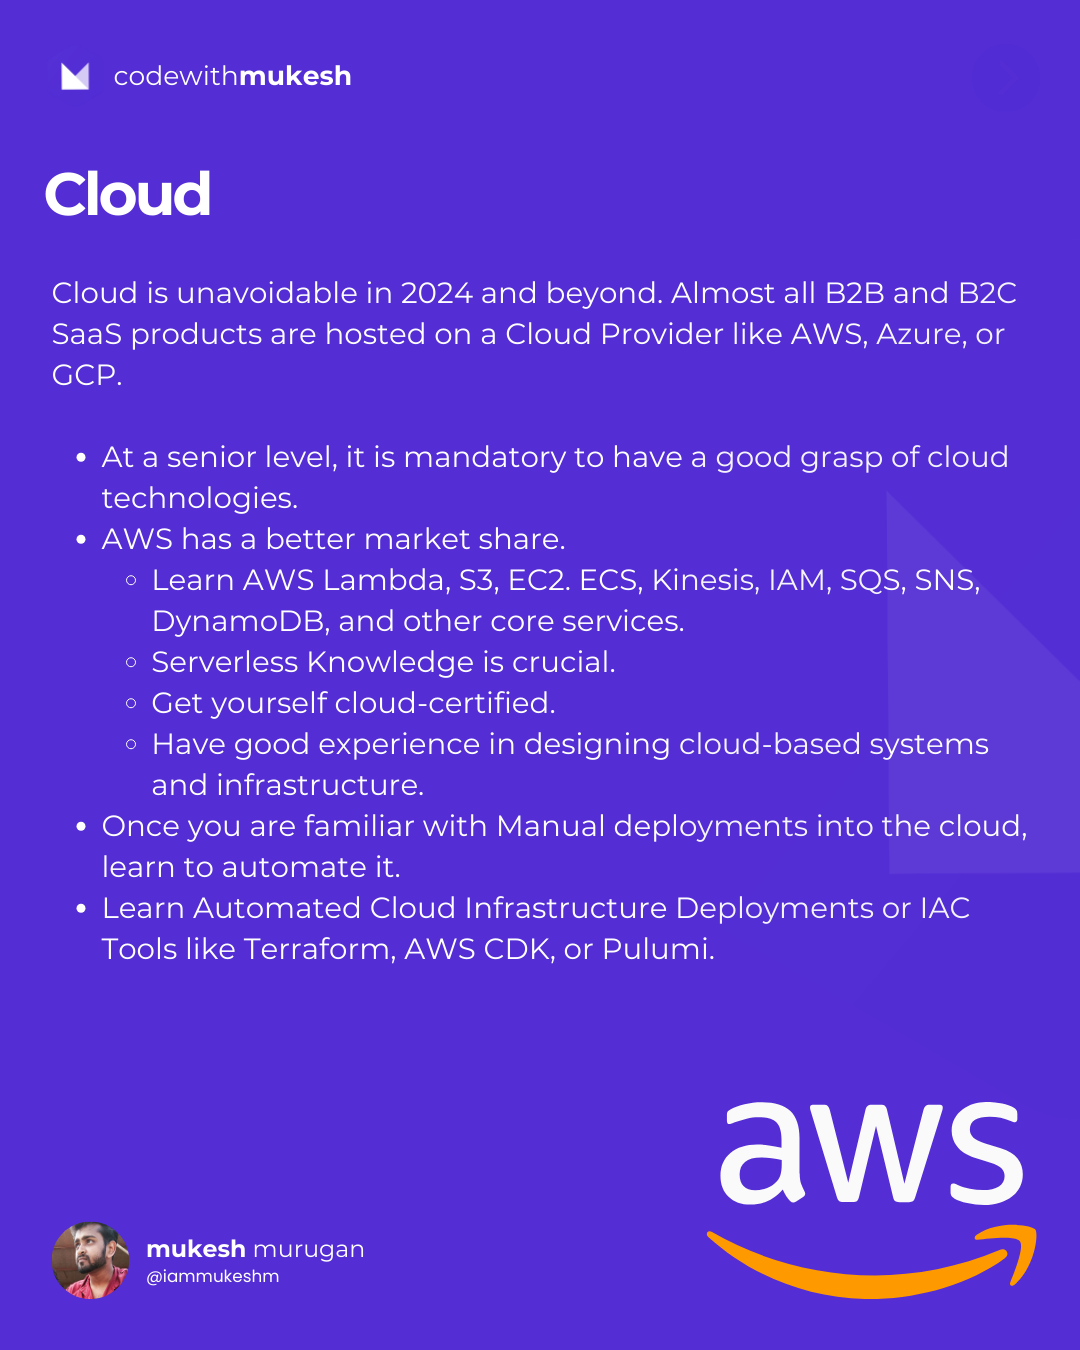 codewithmukesh
Cloud
Cloud is unavoidable in 2024 and beyond. Almost all B2B and B2C
SaaS products are hosted on a Cloud Provider like AWS, Azure, or
GCP.
• At a senior level, it is mandatory to have a good grasp of cloud
technologies.
• AWS has a better market share.
○ Learn AWS Lambda, S3, EC2. ECS, Kinesis, IAM, SQS, SNS,
DynamoDB, and other core services.
○ Serverless Knowledge is crucial.
○ Get yourself cloud-certified.
○ Have good experience in designing cloud-based systems
and infrastructure.
• Once you are familiar with Manual deployments into the cloud,
learn to automate it.
• Learn Automated Cloud Infrastructure Deployments or IAC
Tools like Terraform, AWS CDK, or Pulumi.
aws
mukesh murugan
@iammukeshm